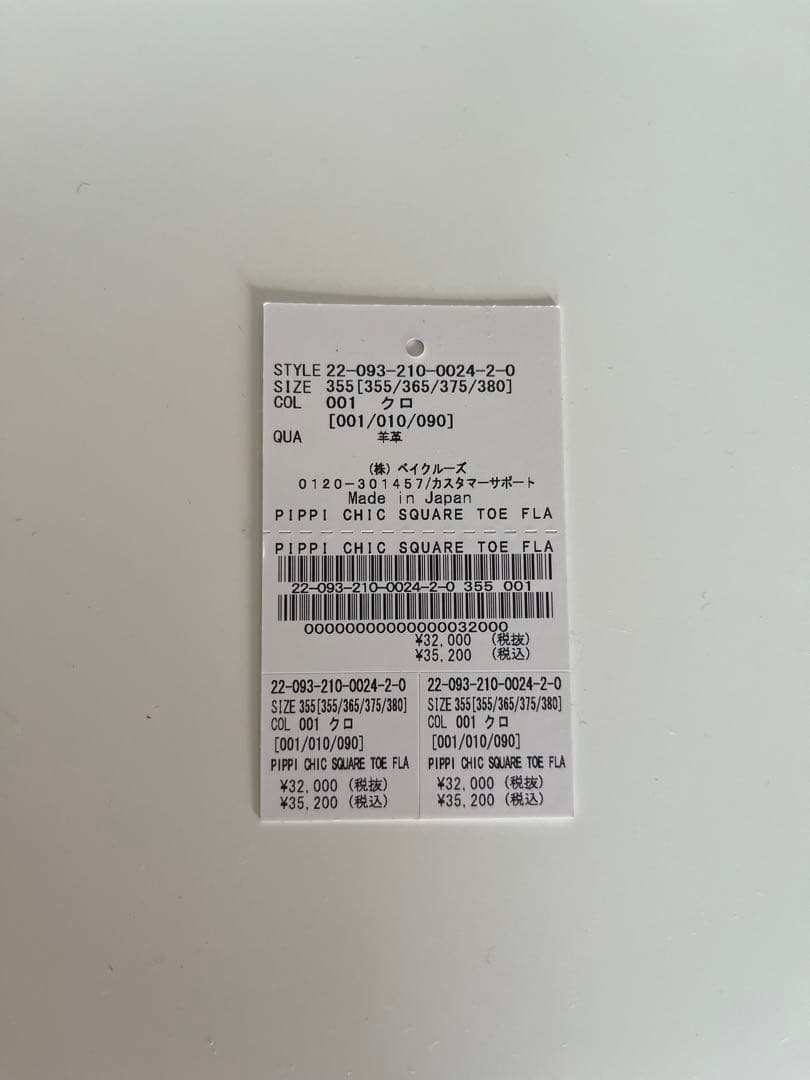 STYLE 22-093-210-0024-2-0
SIZE 355[355/365/375/380]
COL 001 クロ
[001/010/090]
QUA 羊革
(株) ベイクルーズ
0120-301457/カスタマーサポート
Made in Japan
PIPPI CHIC SQUARE TOE FLA
PIPPI CHIC SQUARE TOE FLA
22-093-210-0024-2-0 355 001
00000000000000032000
¥32,000 (税抜)
¥35,200 (税込)
22-093-210-0024-2-0
SIZE 355[355/365/375/380]
COL 001 クロ
[001/010/090]
PIPPI CHIC SQUARE TOE FLA
¥32,000 (税抜)
¥35,200 (税込)
22-093-210-0024-2-0
SIZE 355[355/365/375/380]
COL 001 クロ
[001/010/090]
PIPPI CHIC SQUARE TOE FLA
¥32,000 (税抜)
¥35,200 (税込)